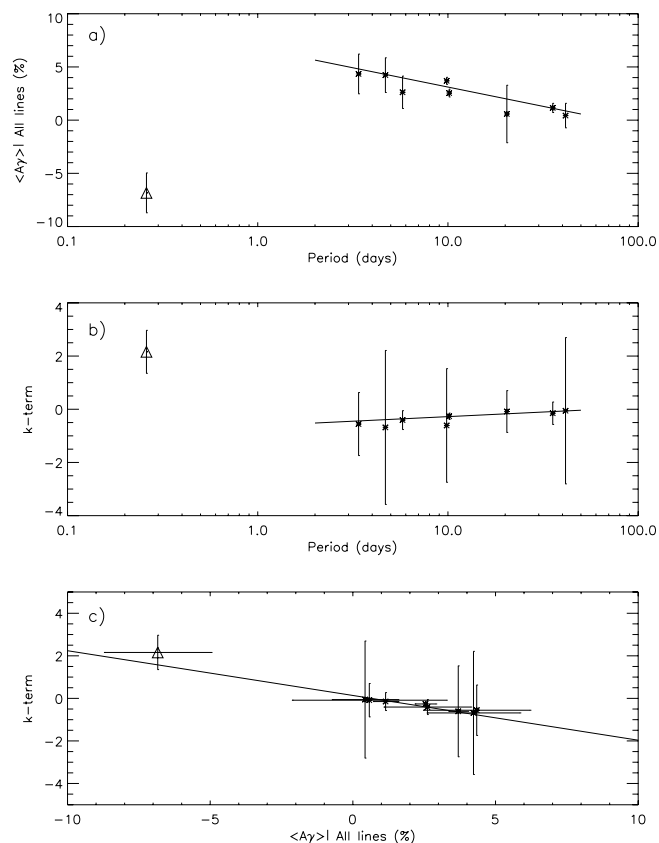 a)
10
5
0
−5
−10
<Aγ>| All lines (%)
0.1 1.0 10.0 100.0
Period (days)
b)
4
2
0
−2
−4
k−term
0.1 1.0 10.0 100.0
Period (days)
c)
4
2
0
−2
−4
k−term
−10 −5 0 5 10
<Aγ>| All lines (%)